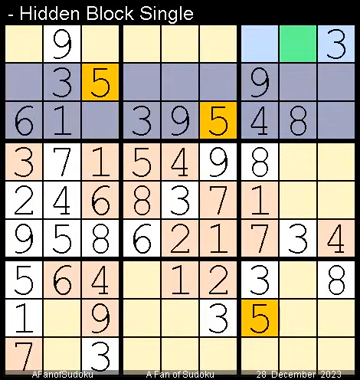 - Hidden Block Single
9 3
3 5 9
6 1 3 9 5 4 8
3 7 1 5 4 9 8
2 4 6 8 3 7 1
9 5 8 6 2 1 7 3 4
5 6 4 1 2 3 8
1 9 3 5
7 3
AFanofSudoku A Fan of Sudoku 28 December 2023